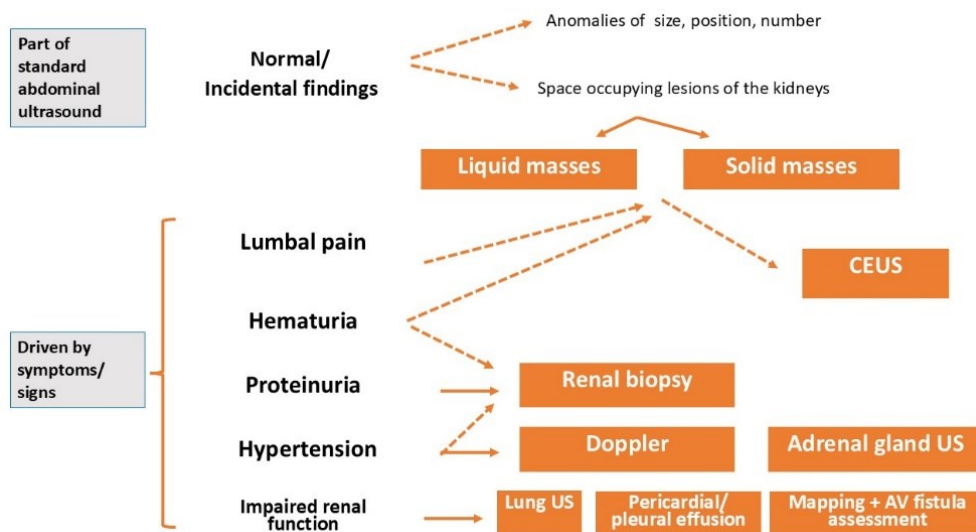 Part of
standard
abdominal
ultrasound
Normal/
Incidental findings
Anomalies of size, position, number
Space occupying lesions of the kidneys
Liquid masses
Solid masses
CEUS
Driven by
symptoms/
signs
Lumbal pain
Hematuria
Proteinuria
Renal biopsy
Hypertension
Doppler
Adrenal gland US
Impaired renal
function
Lung US
Pericardial/
pleural effusion
Mapping + AV fistula
assessment